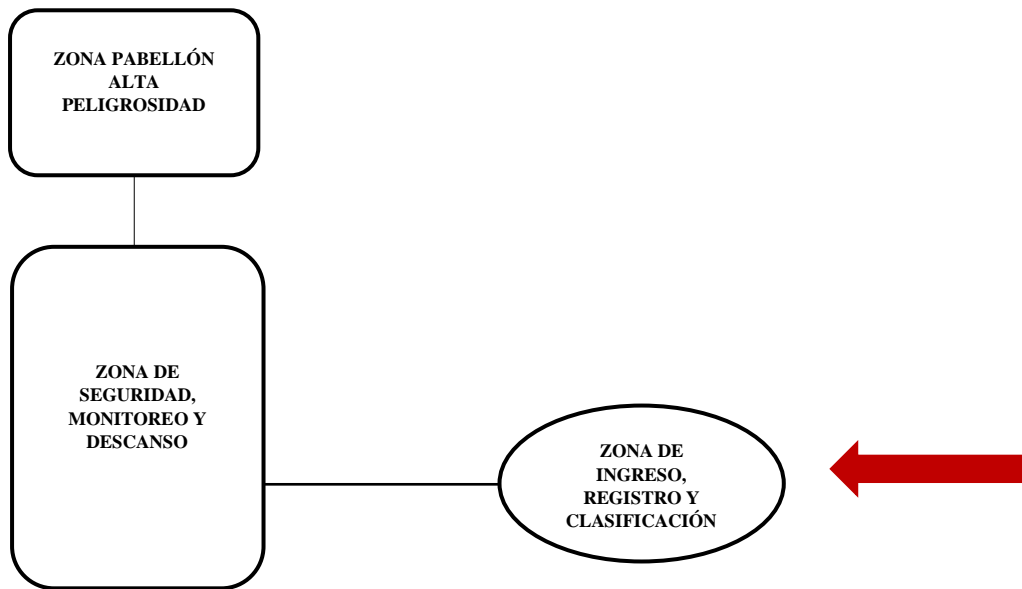 ZONA PABELLÓN
ALTA
PELIGROSIDAD
ZONA DE
SEGURIDAD,
MONITOREO Y
DESCANSO
ZONA DE
INGRESO,
REGISTRO Y
CLASIFICACIÓN